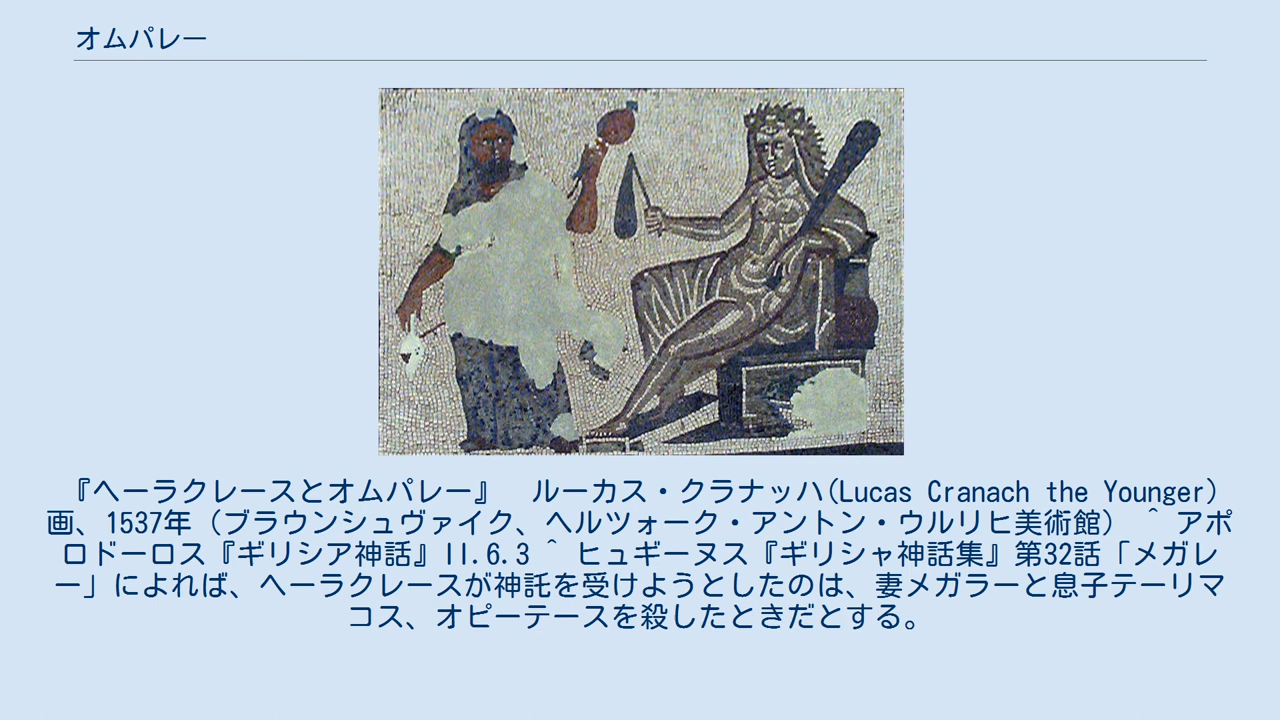 オムパレー
『ヘーラクレースとオムパレー』　ルーカス・クラナッハ(Lucas Cranach the Younger)
画、1537年（ブラウンシュヴァイク、ヘルツォーク・アントン・ウルリヒ美術館） ^ アポ
ロドーロス『ギリシア神話』II.6.3 ^ ヒュギーヌス『ギリシャ神話集』第32話「メガレ
ー」によれば、ヘーラクレースが神託を受けようとしたのは、妻メガラーと息子テーリマ
コス、オピーテースを殺したときだとする。